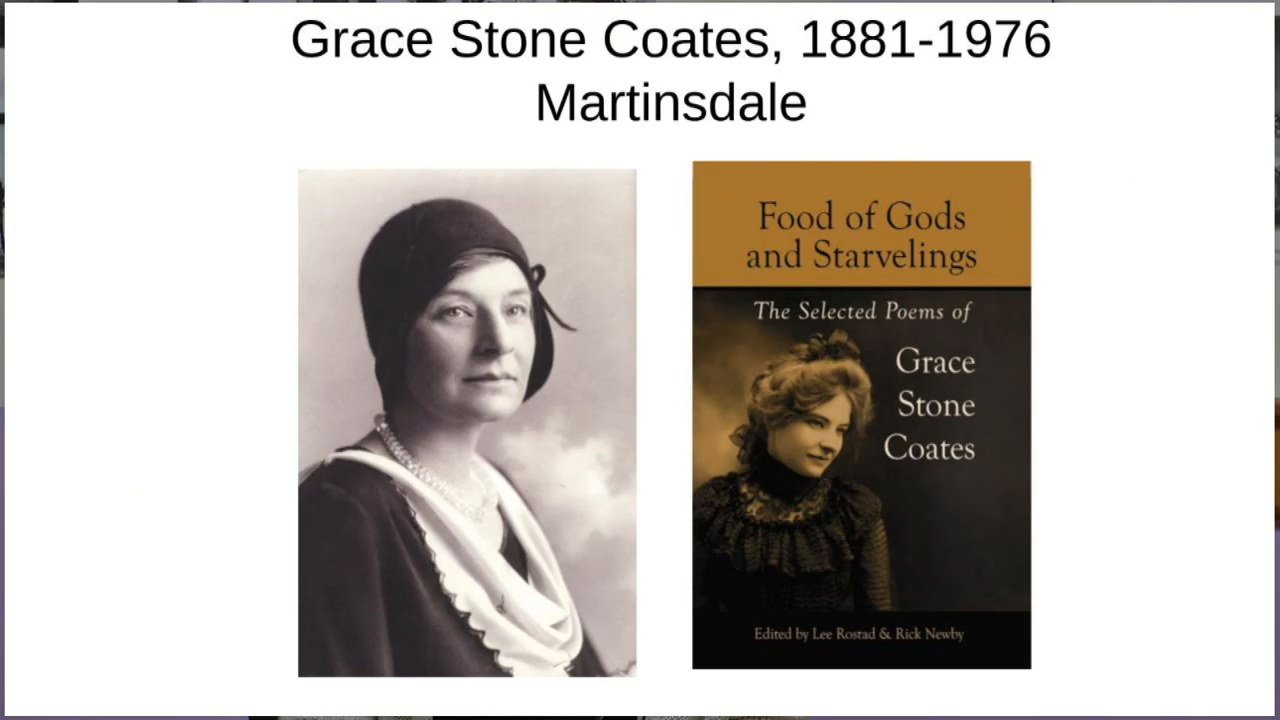 Grace Stone Coates, 1881-1976
Martinsdale
Food of Gods
and Starvelings
The Selected Poems of
Grace
Stone
Coates
Edited by Lee Rostad & Rick Newby